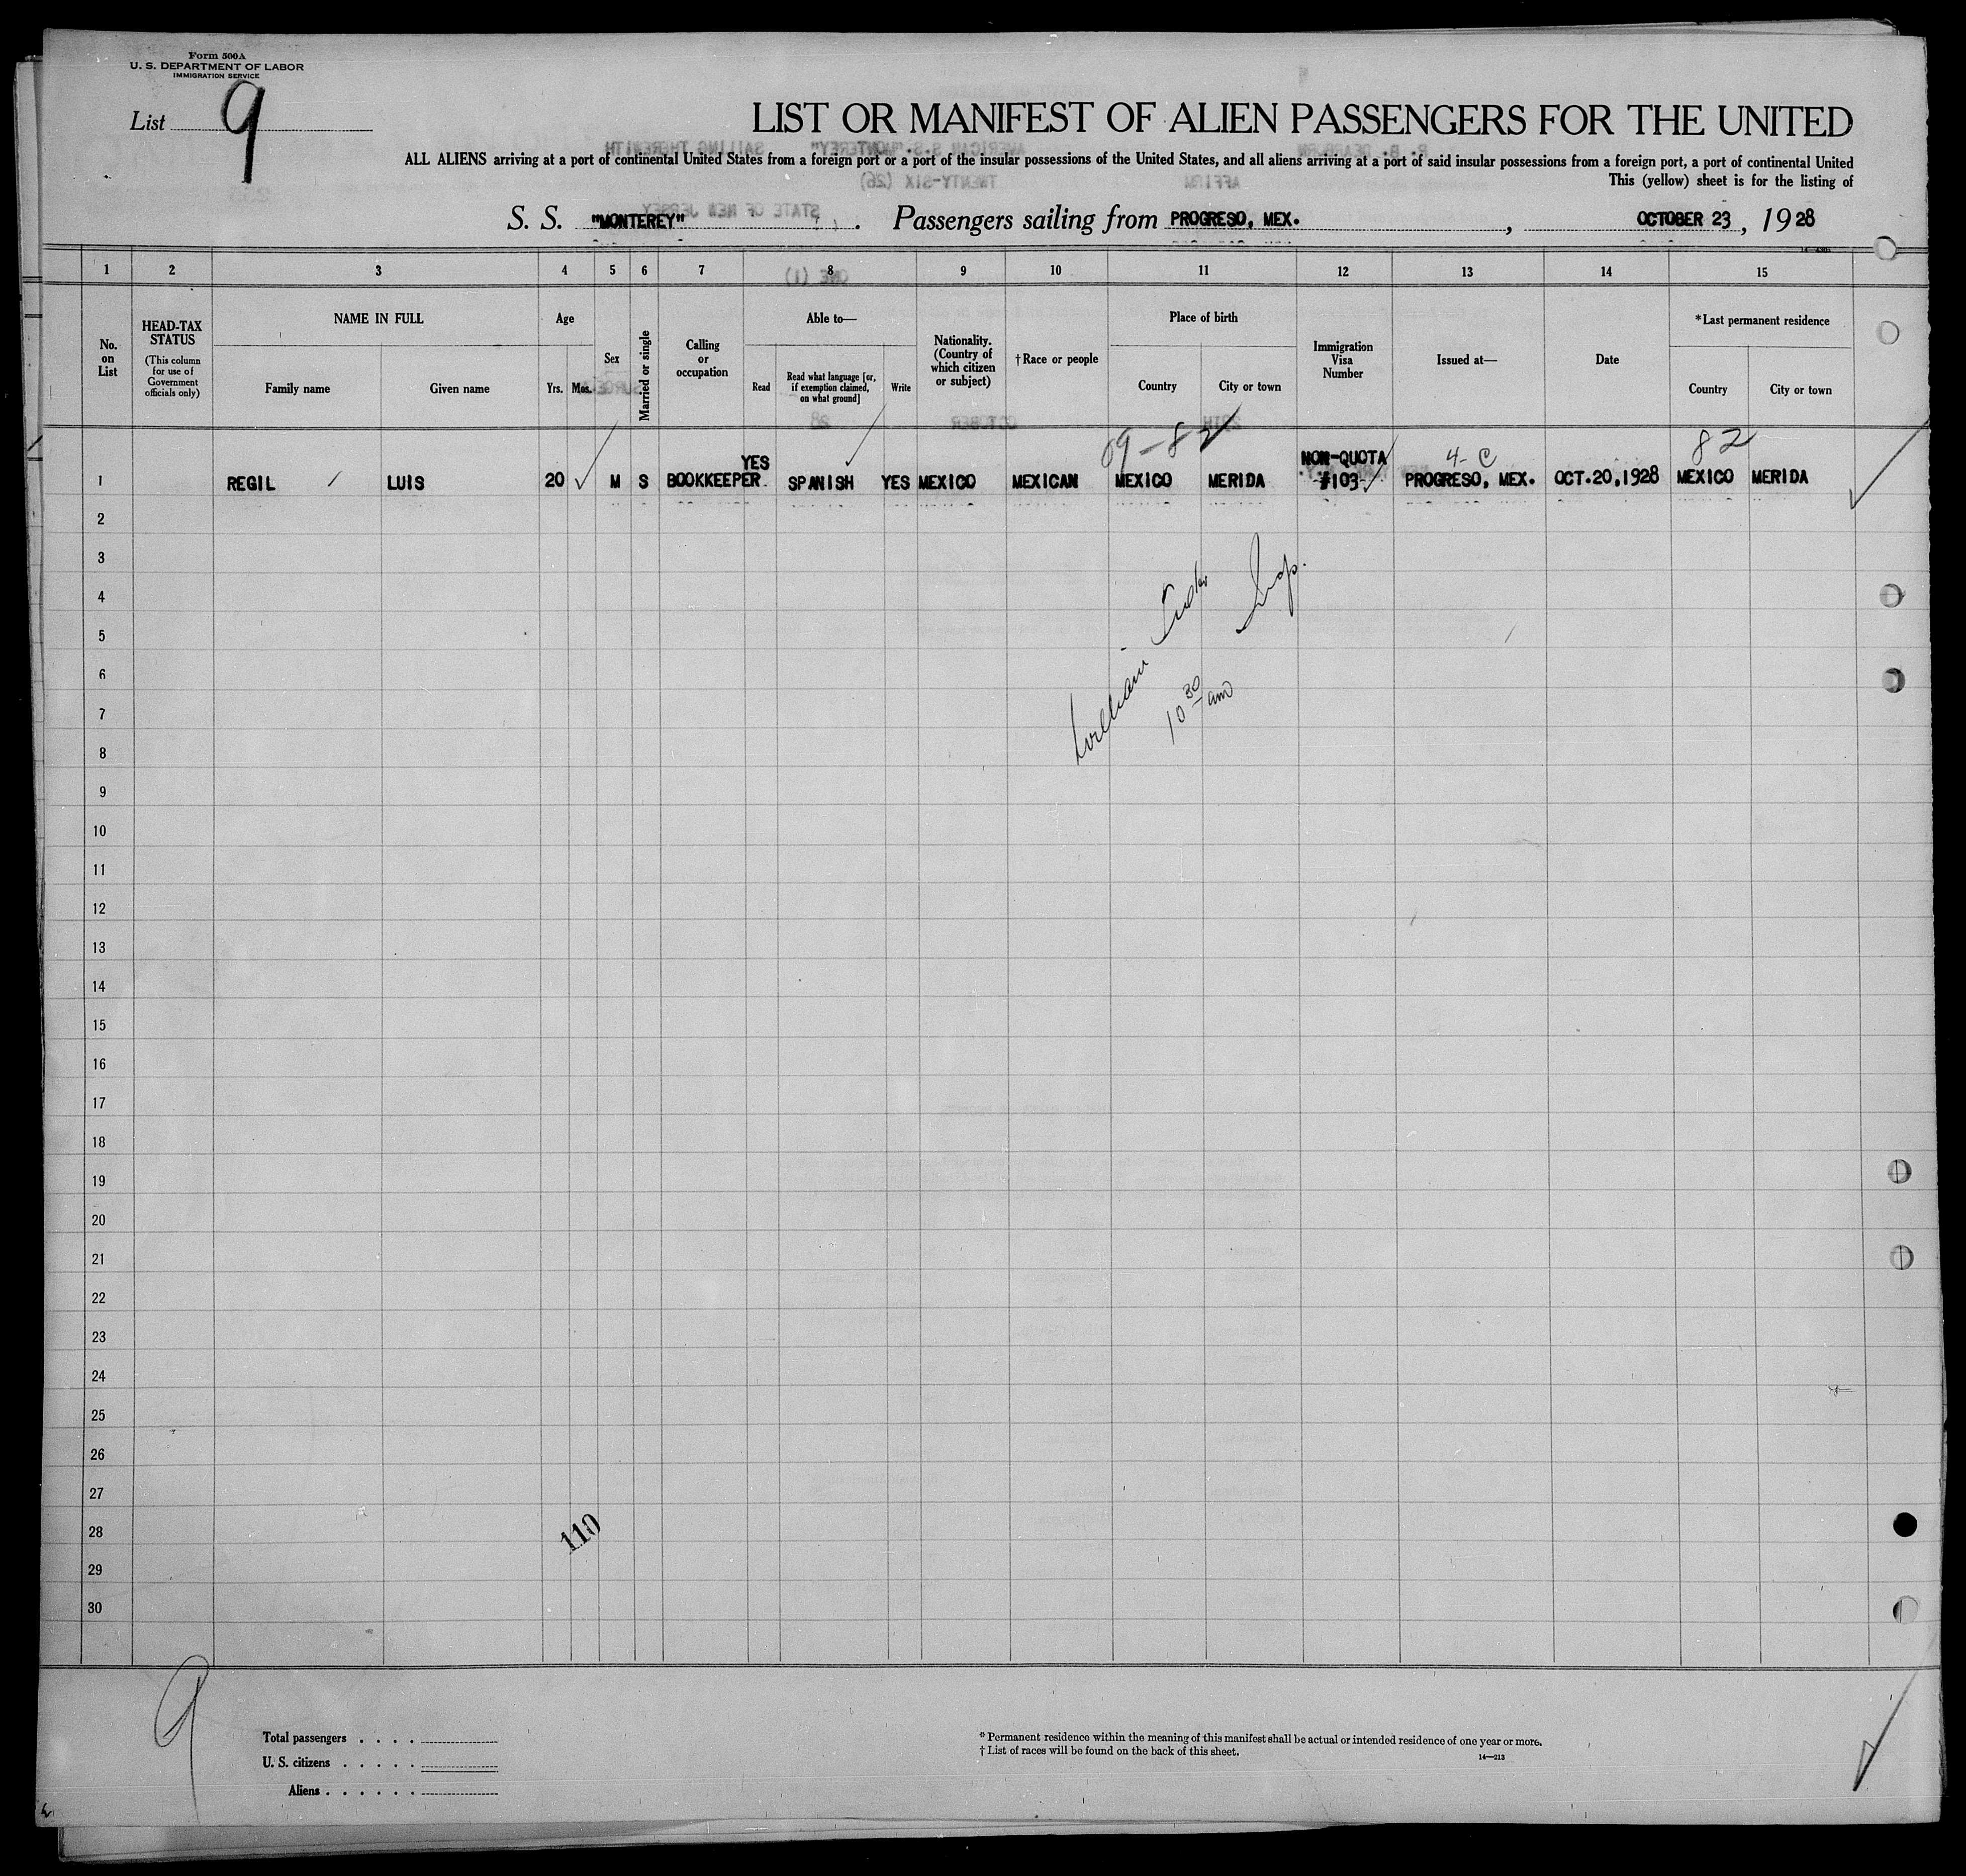 Form 500A
U. S. DEPARTMENT OF LABOR
IMMIGRATION SERVICE
List 9
LIST OR MANIFEST OF ALIEN PASSENGERS FOR THE UNITED
ALL ALIENS arriving at a port of continental United States from a foreign port or a port of the insular possessions of the United States, and all aliens arriving at a port of said insular possessions from a foreign port, a port of continental United
This (yellow) sheet is for the listing of
S. S. "MONTEREY" . Passengers sailing from PROGRESO, MEX. , OCTOBER 23 , 1928
1 2 3 4 5 6 7 8 9 10 11 12 13 14 15
No. on List
HEAD-TAX STATUS
(This column for use of Government officials only)
NAME IN FULL
Family name Given name
Age
Yrs. Mos.
Sex
Married or single
Calling or occupation
Able to—
Read
Read what language [or, if exemption claimed, on what ground]
Write
Nationality. (Country of which citizen or subject)
†Race or people
Place of birth
Country City or town
Immigration Visa Number
Issued at—
Date
*Last permanent residence
Country City or town
82
YES NON-QUOTA 4-C
1 REGIL LUIS 20 M S BOOKKEEPER SPANISH YES MEXICO MEXICAN MEXICO MERIDA #103 PROGRESO, MEX. OCT.20,1928 MEXICO MERIDA
2
3
4
5
6
7
8
9
10
11
12
13
14
15
16
17
18
19
20
21
22
23
24
25
26
27
28
29
30
William Insp.
10 30 am
110
9
Total passengers . . . .
U. S. citizens . . . . .
Aliens . . . . . .
* Permanent residence within the meaning of this manifest shall be actual or intended residence of one year or more.
† List of races will be found on the back of this sheet.
14—213